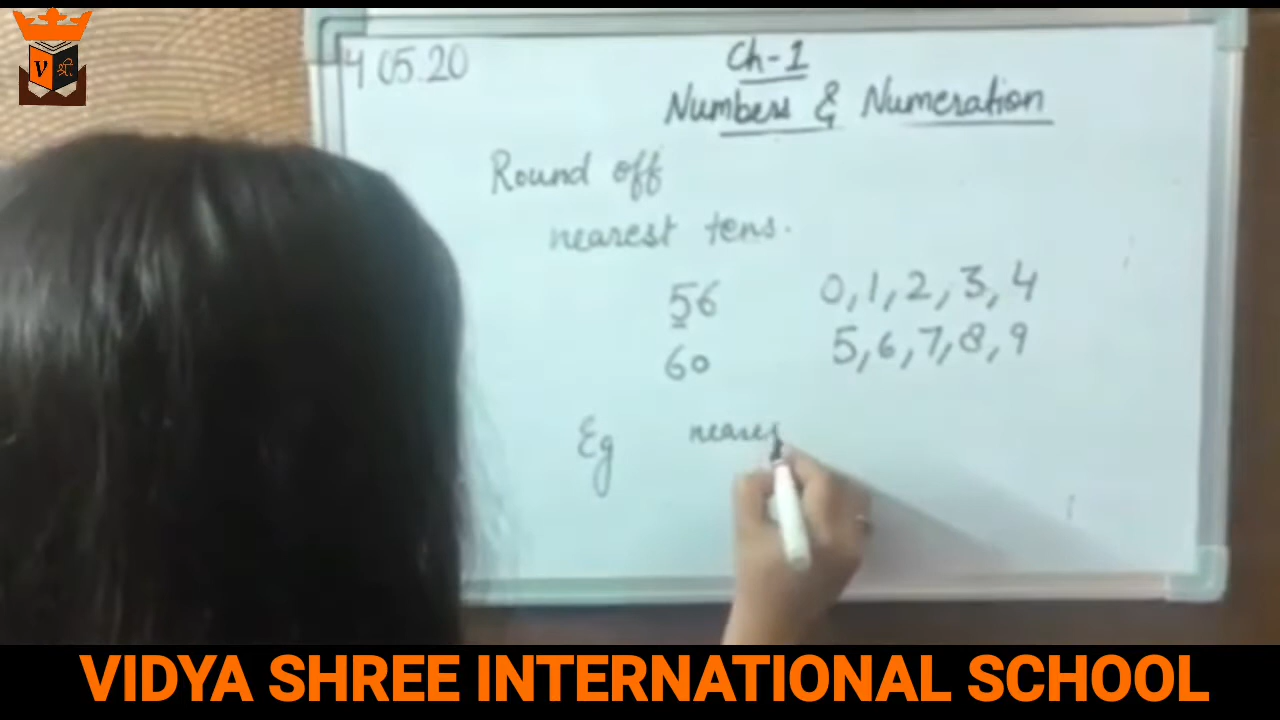 V श्री
4 05.20
Ch-1
Numbers & Numeration
Round off
nearest tens.
56
0, 1, 2, 3, 4
60
5, 6, 7, 8, 9
Eg neares
VIDYA SHREE INTERNATIONAL SCHOOL